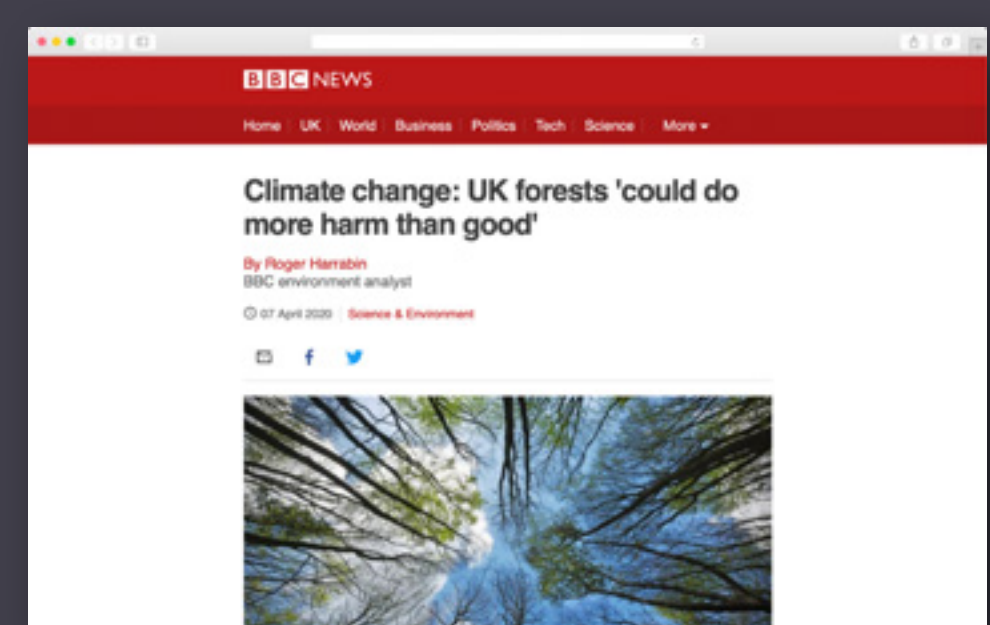 BBC NEWS
Home UK World Business Politics Tech Science More
Climate change: UK forests 'could do
more harm than good'
By Roger Harrabin
BBC environment analyst
07 April 2020 Science & Environment